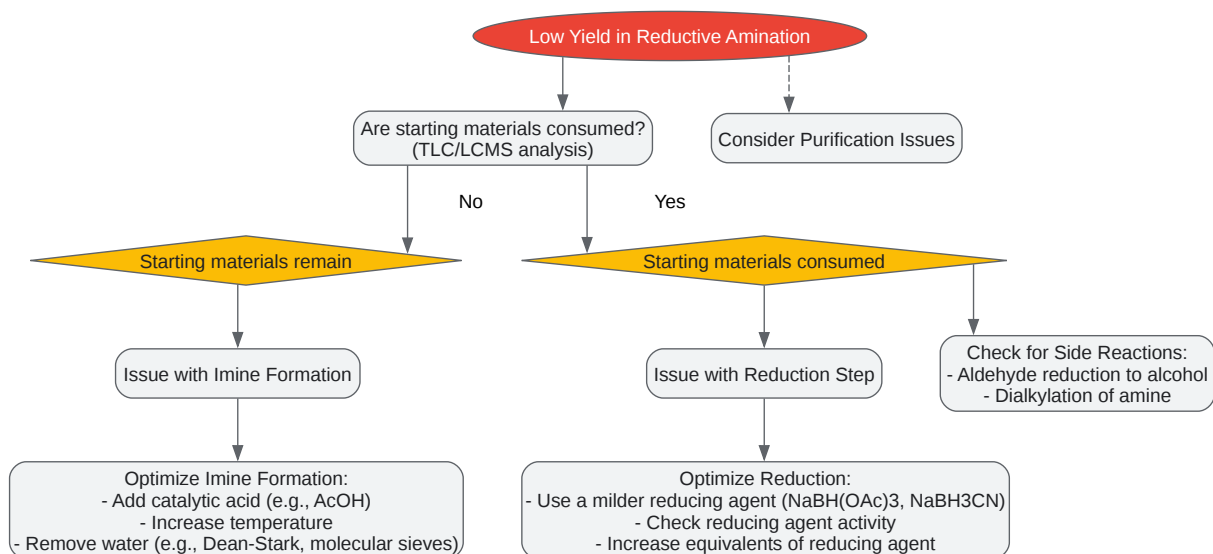 Low Yield in Reductive Amination
Are starting materials consumed?
(TLC/LCMS analysis)
Consider Purification Issues
No
Yes
Starting materials remain
Starting materials consumed
Issue with Imine Formation
Issue with Reduction Step
Check for Side Reactions:
- Aldehyde reduction to alcohol
- Dialkylation of amine
Optimize Imine Formation:
- Add catalytic acid (e.g., AcOH)
- Increase temperature
- Remove water (e.g., Dean-Stark, molecular sieves)
Optimize Reduction:
- Use a milder reducing agent (NaBH(OAc)3, NaBH3CN)
- Check reducing agent activity
- Increase equivalents of reducing agent